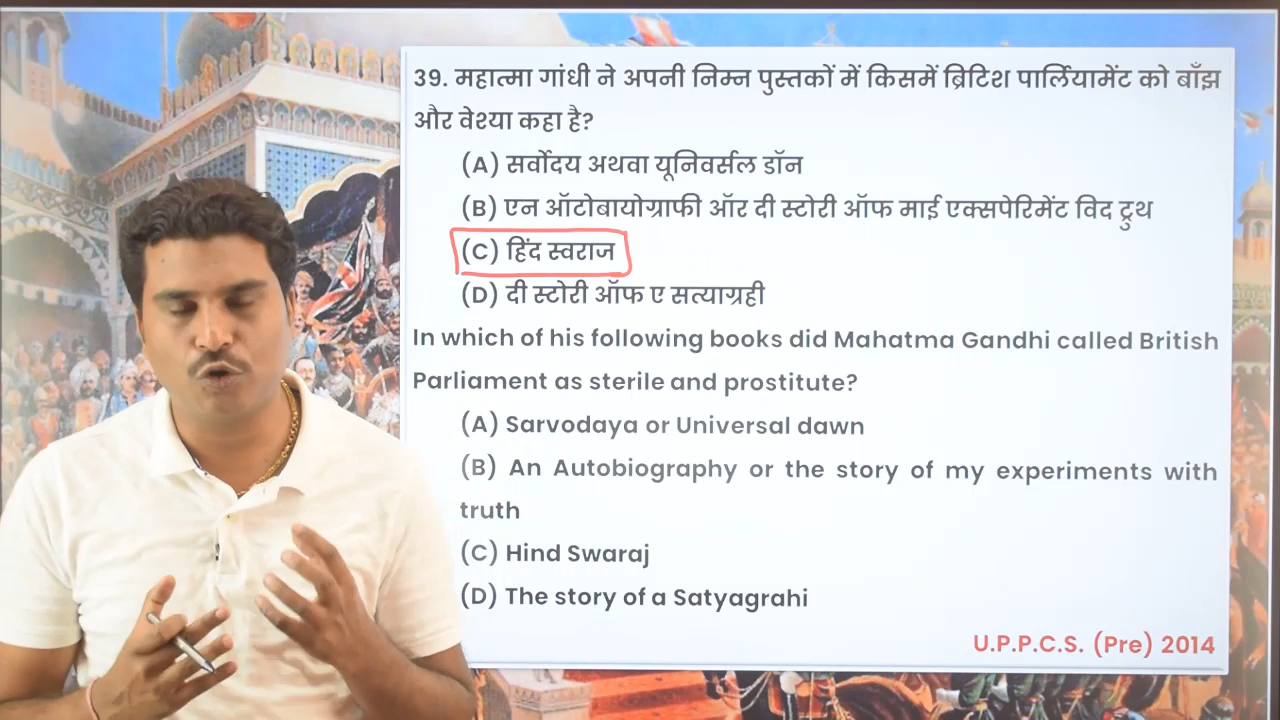 39. महात्मा गांधी ने अपनी निम्न पुस्तकों में किसमें ब्रिटिश पार्लियामेंट को बाँझ
और वेश्या कहा है?
(A) सर्वोदय अथवा यूनिवर्सल डॉन
(B) एन ऑटोबायोग्राफी ऑर दी स्टोरी ऑफ माई एक्सपेरिमेंट विद ट्रुथ
(C) हिंद स्वराज
(D) दी स्टोरी ऑफ ए सत्याग्रही
In which of his following books did Mahatma Gandhi called British
Parliament as sterile and prostitute?
(A) Sarvodaya or Universal dawn
(B) An Autobiography or the story of my experiments with
truth
(C) Hind Swaraj
(D) The story of a Satyagrahi
U.P.P.C.S. (Pre) 2014